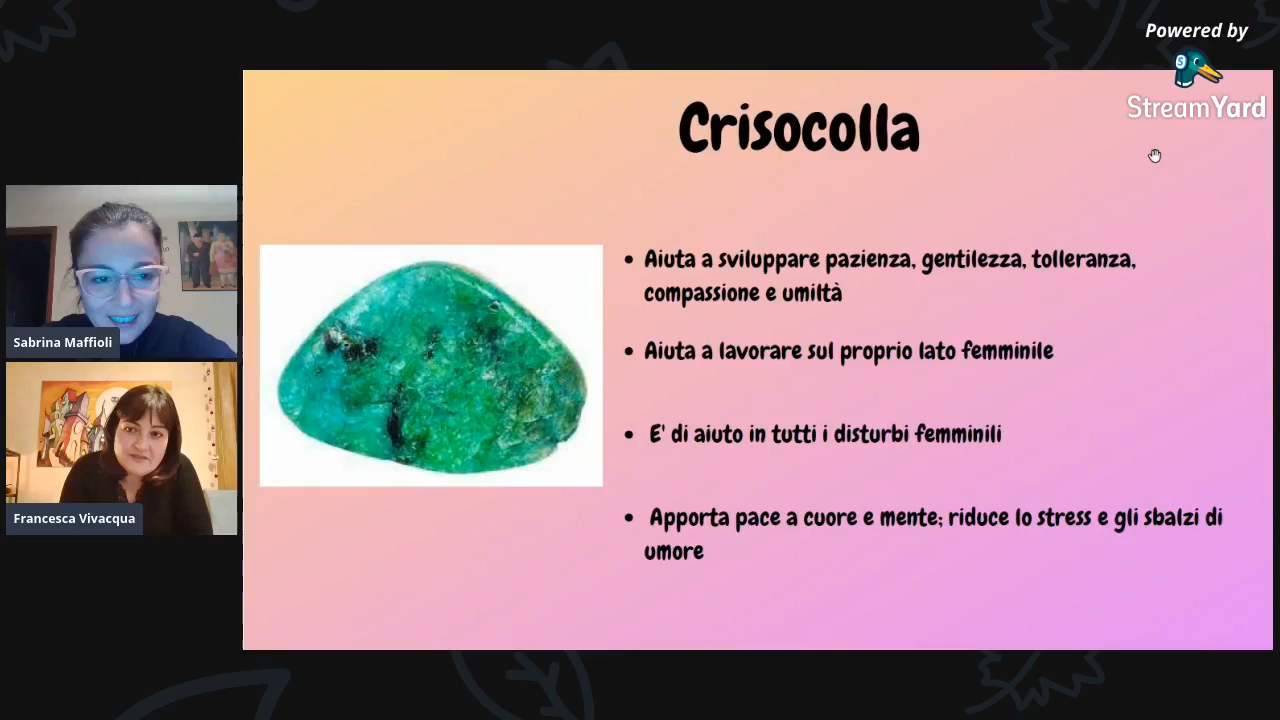 Powered by
StreamYard
Crisocolla
• Aiuta a sviluppare pazienza, gentilezza, tolleranza,
compassione e umiltà
• Aiuta a lavorare sul proprio lato femminile
• E' di aiuto in tutti i disturbi femminili
• Apporta pace a cuore e mente; riduce lo stress e gli sbalzi di
umore
Sabrina Maffioli
Francesca Vivacqua